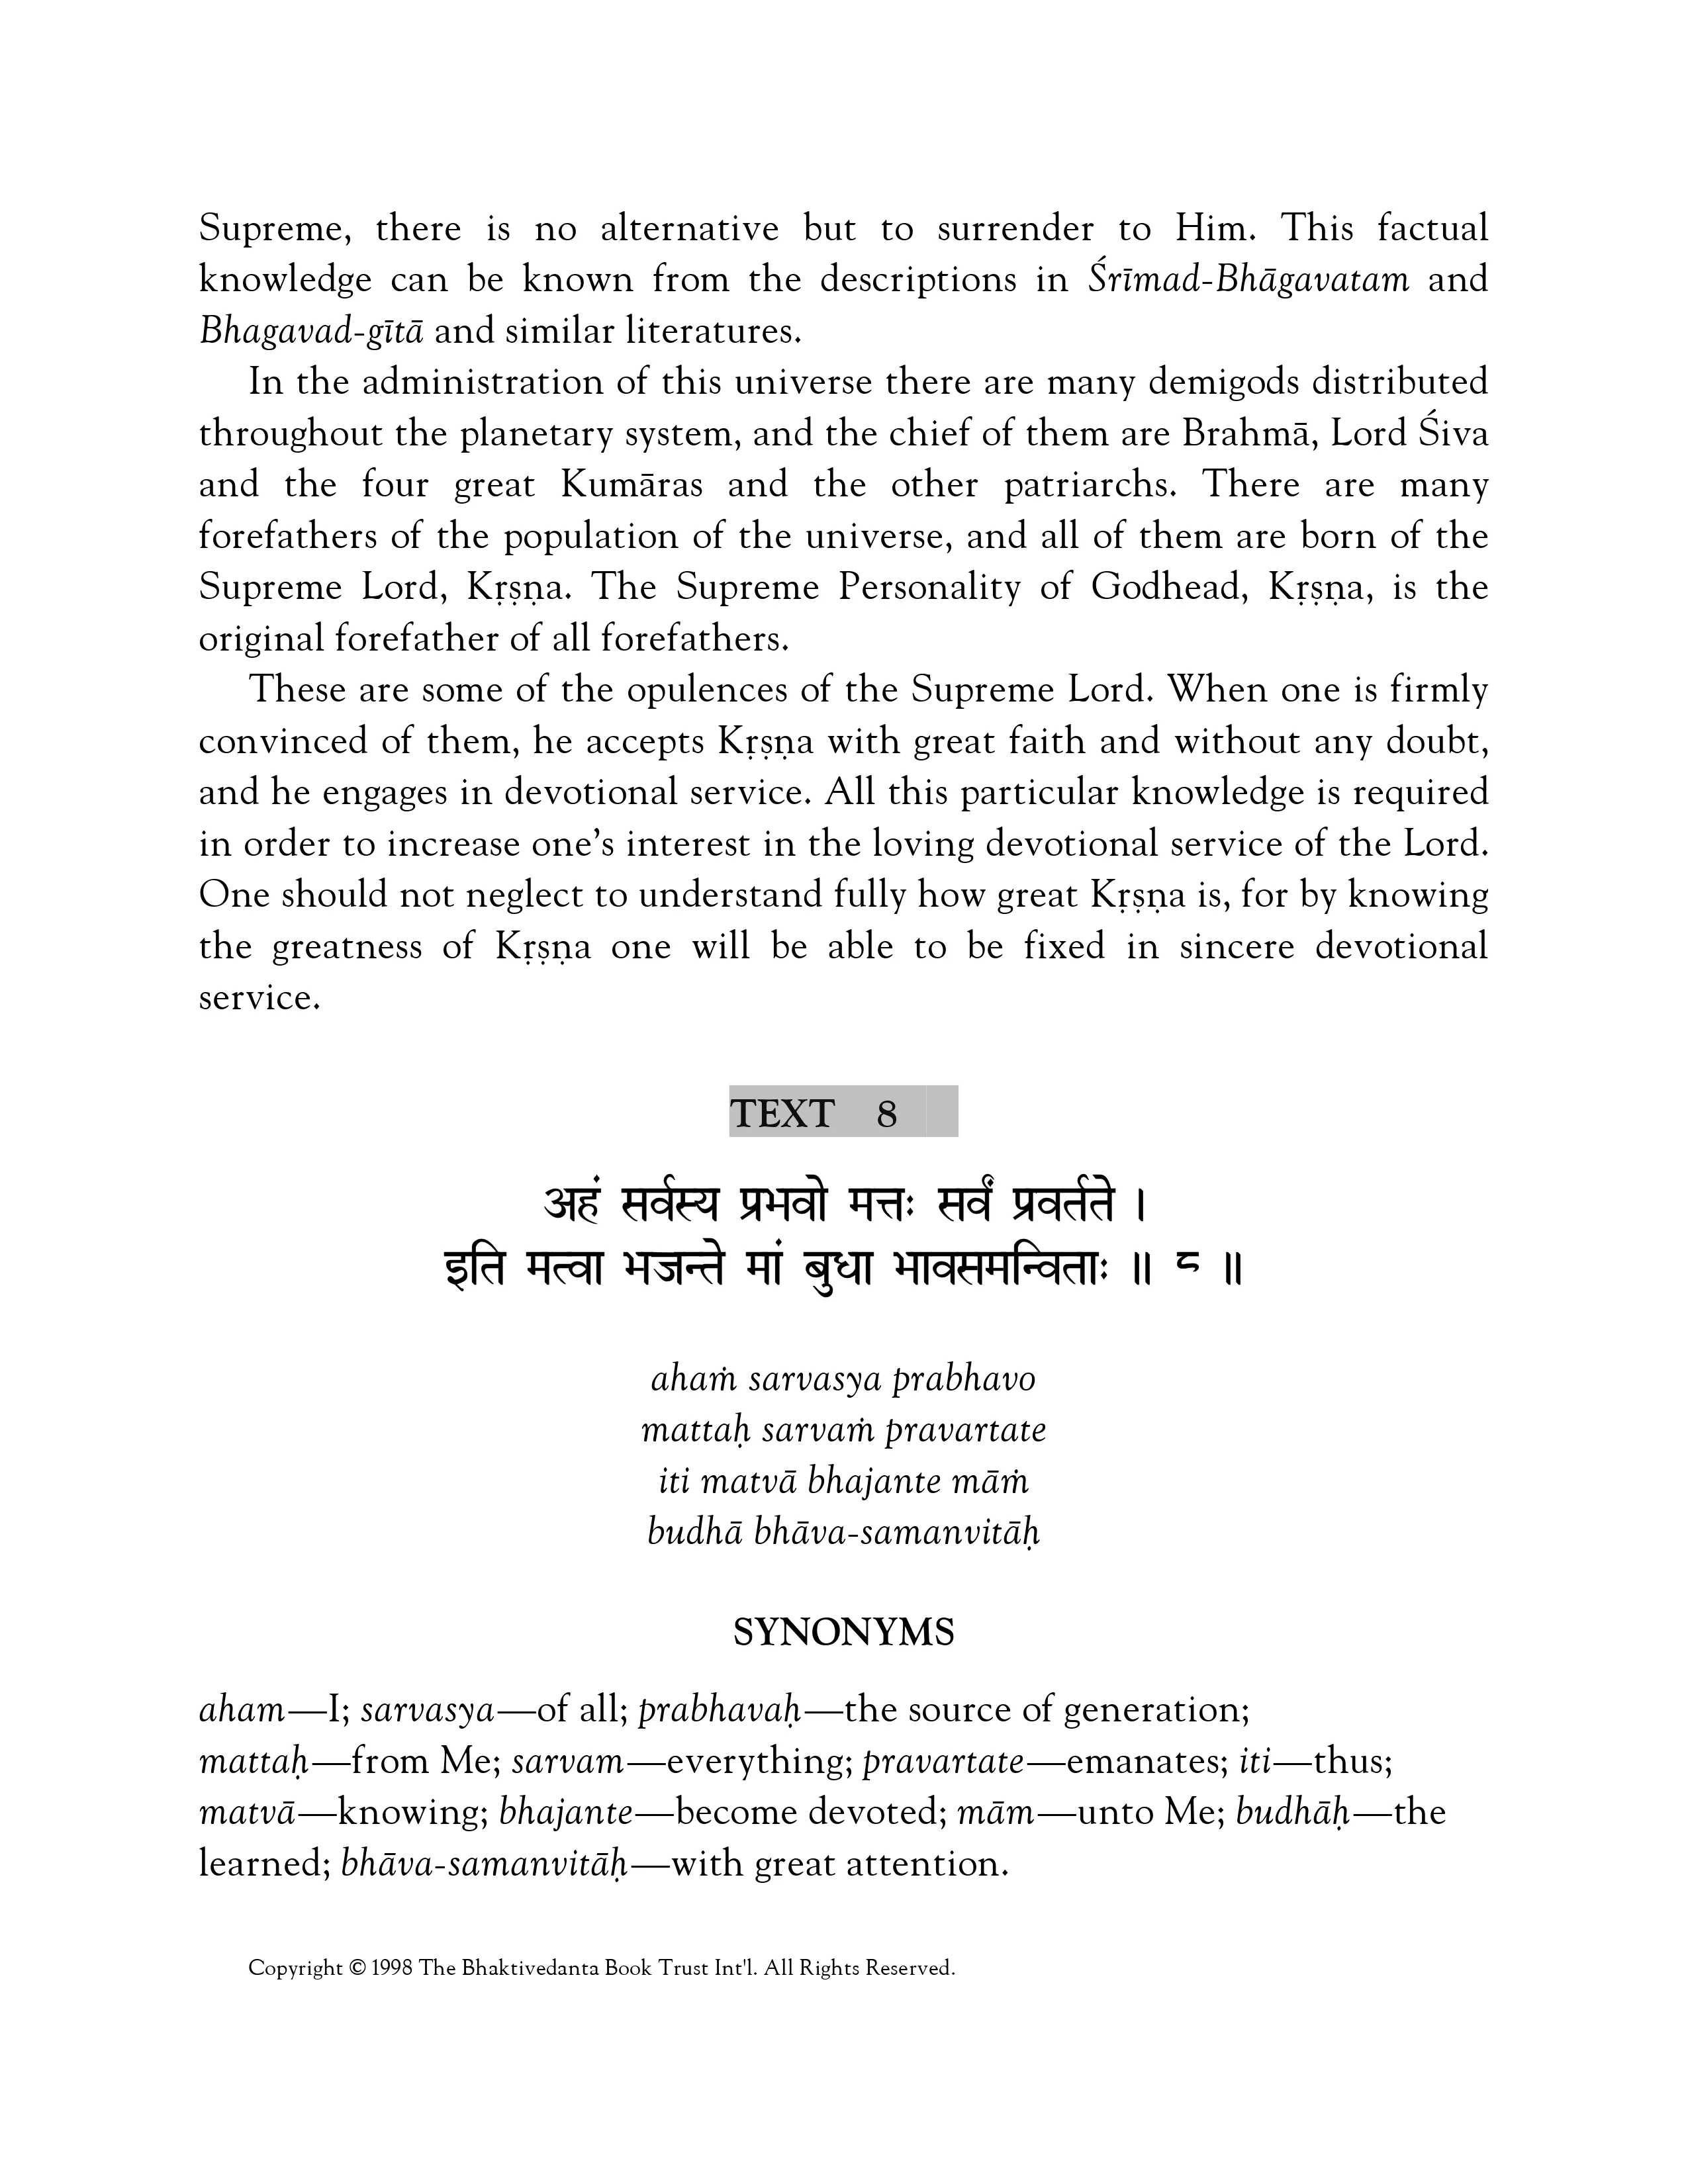 Supreme, there is no alternative but to surrender to Him. This factual
knowledge can be known from the descriptions in Śrīmad-Bhāgavatam and
Bhagavad-gītā and similar literatures.
In the administration of this universe there are many demigods distributed
throughout the planetary system, and the chief of them are Brahmā, Lord Śiva
and the four great Kumāras and the other patriarchs. There are many
forefathers of the population of the universe, and all of them are born of the
Supreme Lord, Kṛṣṇa. The Supreme Personality of Godhead, Kṛṣṇa, is the
original forefather of all forefathers.
These are some of the opulences of the Supreme Lord. When one is firmly
convinced of them, he accepts Kṛṣṇa with great faith and without any doubt,
and he engages in devotional service. All this particular knowledge is required
in order to increase one’s interest in the loving devotional service of the Lord.
One should not neglect to understand fully how great Kṛṣṇa is, for by knowing
the greatness of Kṛṣṇa one will be able to be fixed in sincere devotional
service.
TEXT 8
अहं सर्वस्य प्रभवो मत्तः सर्वं प्रवर्तते ।
इति मत्वा भजन्ते मां बुधा भावसमन्विताः ॥ ८ ॥
ahaṁ sarvasya prabhavo
mattaḥ sarvaṁ pravartate
iti matvā bhajante māṁ
budhā bhāva-samanvitāḥ
SYNONYMS
aham—I; sarvasya—of all; prabhavaḥ—the source of generation;
mattaḥ—from Me; sarvam—everything; pravartate—emanates; iti—thus;
matvā—knowing; bhajante—become devoted; mām—unto Me; budhāḥ—the
learned; bhāva-samanvitāḥ—with great attention.
Copyright © 1998 The Bhaktivedanta Book Trust Int'l. All Rights Reserved.